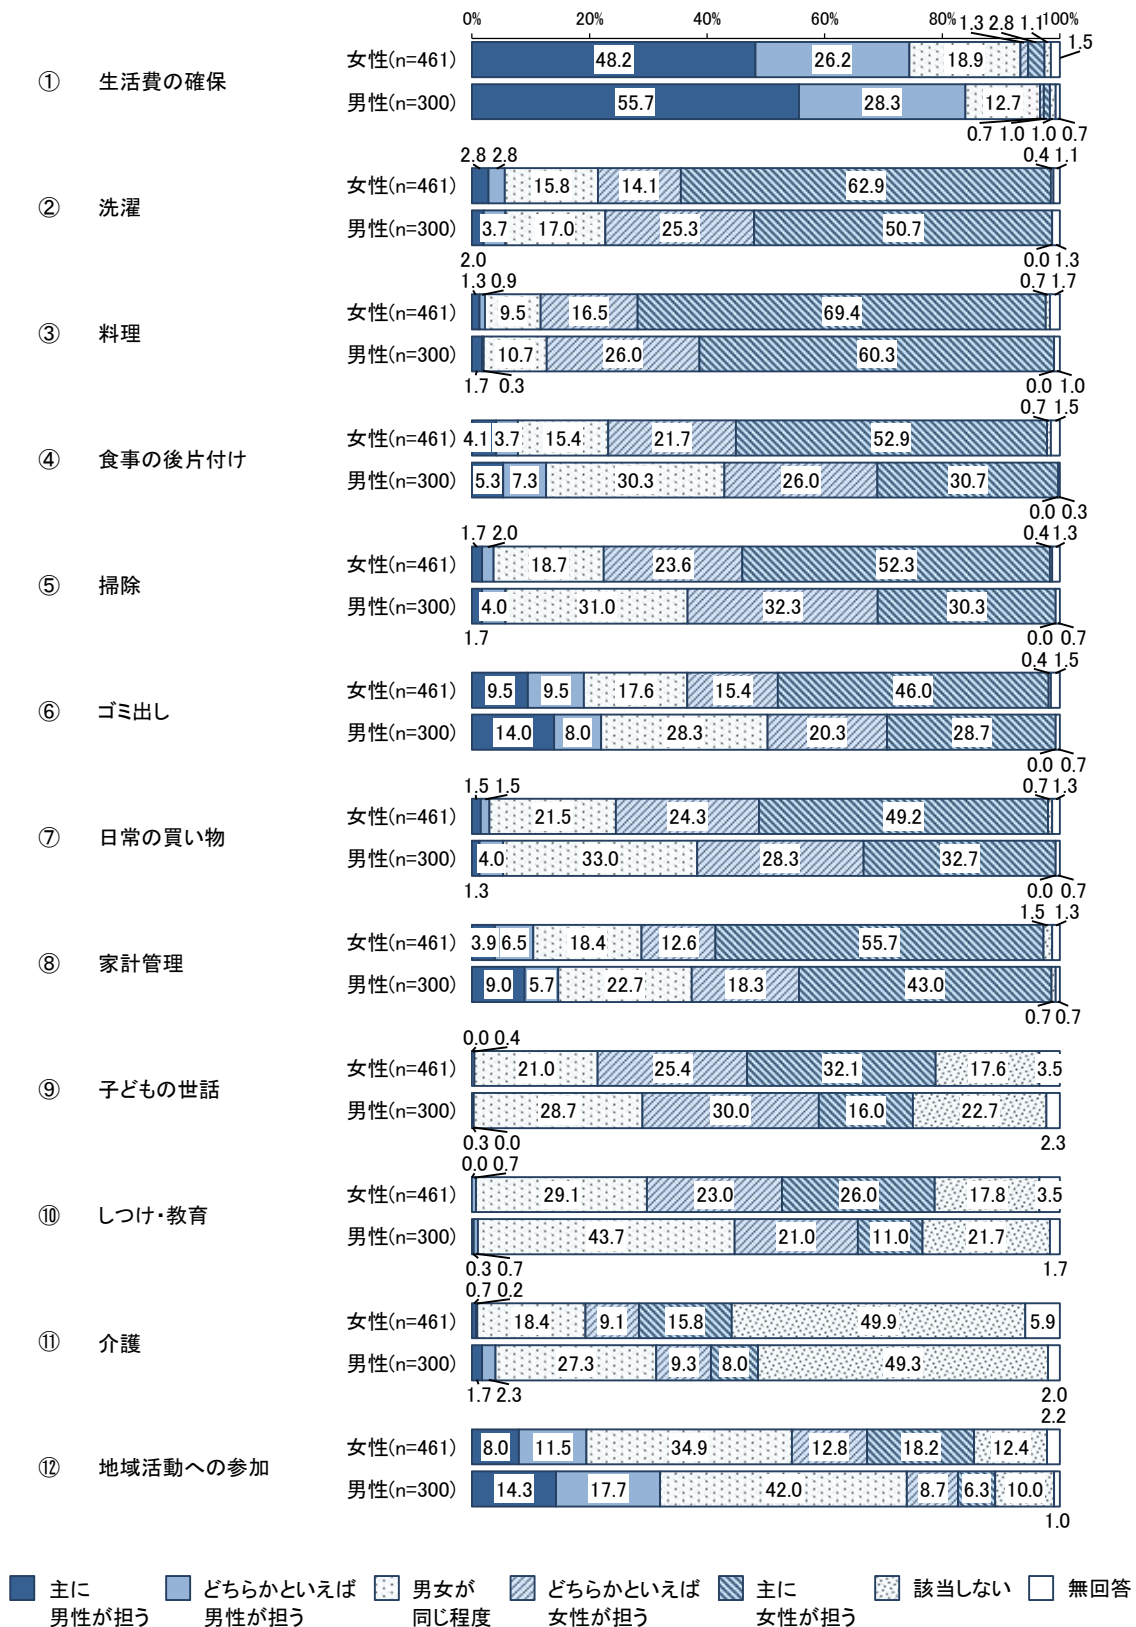 0% 20% 40% 60% 80% 100%
1.3 2.8 1.1
1.5
① 生活費の確保
女性(n=461) 48.2 26.2 18.9
男性(n=300) 55.7 28.3 12.7
0.7 1.0 1.0 0.7
2.8 2.8 0.4 1.1
② 洗濯
女性(n=461) 15.8 14.1 62.9
男性(n=300) 3.7 17.0 25.3 50.7
2.0 0.0 1.3
1.3 0.9 0.7 1.7
③ 料理
女性(n=461) 9.5 16.5 69.4
男性(n=300) 10.7 26.0 60.3
1.7 0.3 0.0 1.0
0.7 1.5
④ 食事の後片付け
女性(n=461) 4.1 3.7 15.4 21.7 52.9
男性(n=300) 5.3 7.3 30.3 26.0 30.7
0.0 0.3
1.7 2.0 0.4 1.3
⑤ 掃除
女性(n=461) 18.7 23.6 52.3
男性(n=300) 4.0 31.0 32.3 30.3
1.7 0.0 0.7
0.4 1.5
⑥ ゴミ出し
女性(n=461) 9.5 9.5 17.6 15.4 46.0
男性(n=300) 14.0 8.0 28.3 20.3 28.7
0.0 0.7
1.5 1.5 0.7 1.3
⑦ 日常の買い物
女性(n=461) 21.5 24.3 49.2
男性(n=300) 4.0 33.0 28.3 32.7
1.3 0.0 0.7
1.5 1.3
⑧ 家計管理
女性(n=461) 3.9 6.5 18.4 12.6 55.7
男性(n=300) 9.0 5.7 22.7 18.3 43.0
0.7 0.7
0.0 0.4
⑨ 子どもの世話
女性(n=461) 21.0 25.4 32.1 17.6 3.5
男性(n=300) 28.7 30.0 16.0 22.7
0.3 0.0 2.3
0.0 0.7
⑩ しつけ・教育
女性(n=461) 29.1 23.0 26.0 17.8 3.5
男性(n=300) 43.7 21.0 11.0 21.7
0.3 0.7 1.7
0.7 0.2
⑪ 介護
女性(n=461) 18.4 9.1 15.8 49.9 5.9
男性(n=300) 27.3 9.3 8.0 49.3
1.7 2.3 2.0
2.2
⑫ 地域活動への参加
女性(n=461) 8.0 11.5 34.9 12.8 18.2 12.4
男性(n=300) 14.3 17.7 42.0 8.7 6.3 10.0
1.0
主に
男性が担う
どちらかといえば
男性が担う
男女が
同じ程度
どちらかといえば
女性が担う
主に
女性が担う
該当しない
無回答